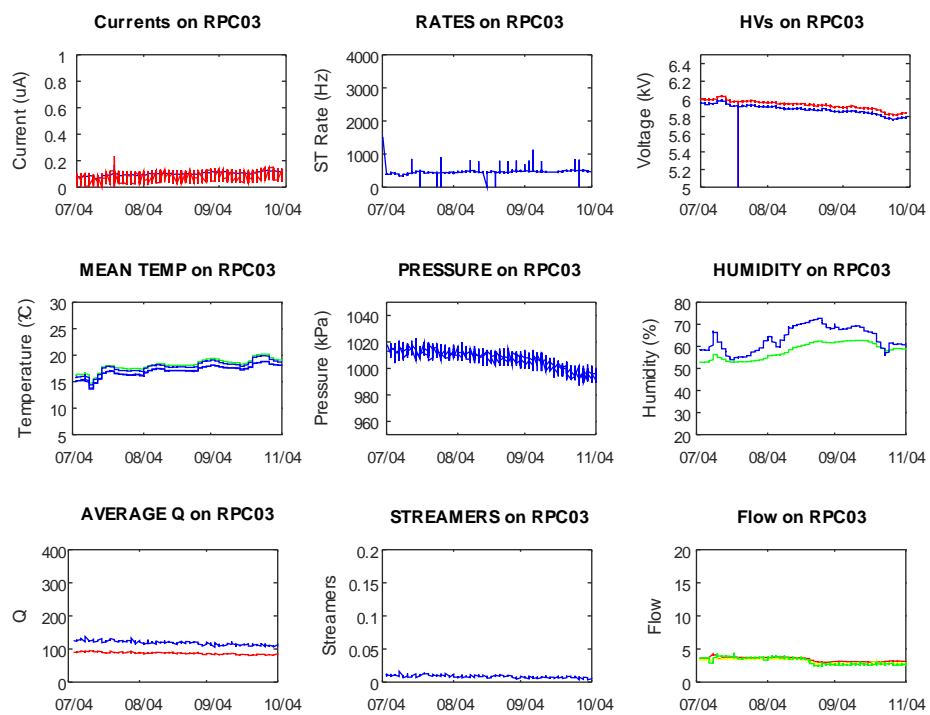 Currents on RPC03
RATES on RPC03
HVs on RPC03
1
0.8
0.6
0.4
0.2
0
Current (uA)
07/04 08/04 09/04 10/04
4000
3000
2000
1000
0
ST Rate (Hz)
07/04 08/04 09/04 10/04
6.4
6.2
6
5.8
5.6
5.4
5.2
5
Voltage (kV)
07/04 08/04 09/04 10/04
MEAN TEMP on RPC03
PRESSURE on RPC03
HUMIDITY on RPC03
30
25
20
15
10
5
Temperature (?C)
07/04 08/04 09/04 10/04
1040
1020
1000
980
960
Pressure (kPa)
07/04 08/04 09/04 10/04 11/04
80
70
60
50
40
30
20
Humidity (%)
07/04 08/04 09/04 11/04
AVERAGE Q on RPC03
STREAMERS on RPC03
Flow on RPC03
400
300
200
100
0
Q
07/04 08/04 09/04 10/04
0.2
0.15
0.1
0.05
0
Streamers
07/04 08/04 09/04 10/04
20
15
10
5
0
Flow
07/04 08/04 09/04 11/04